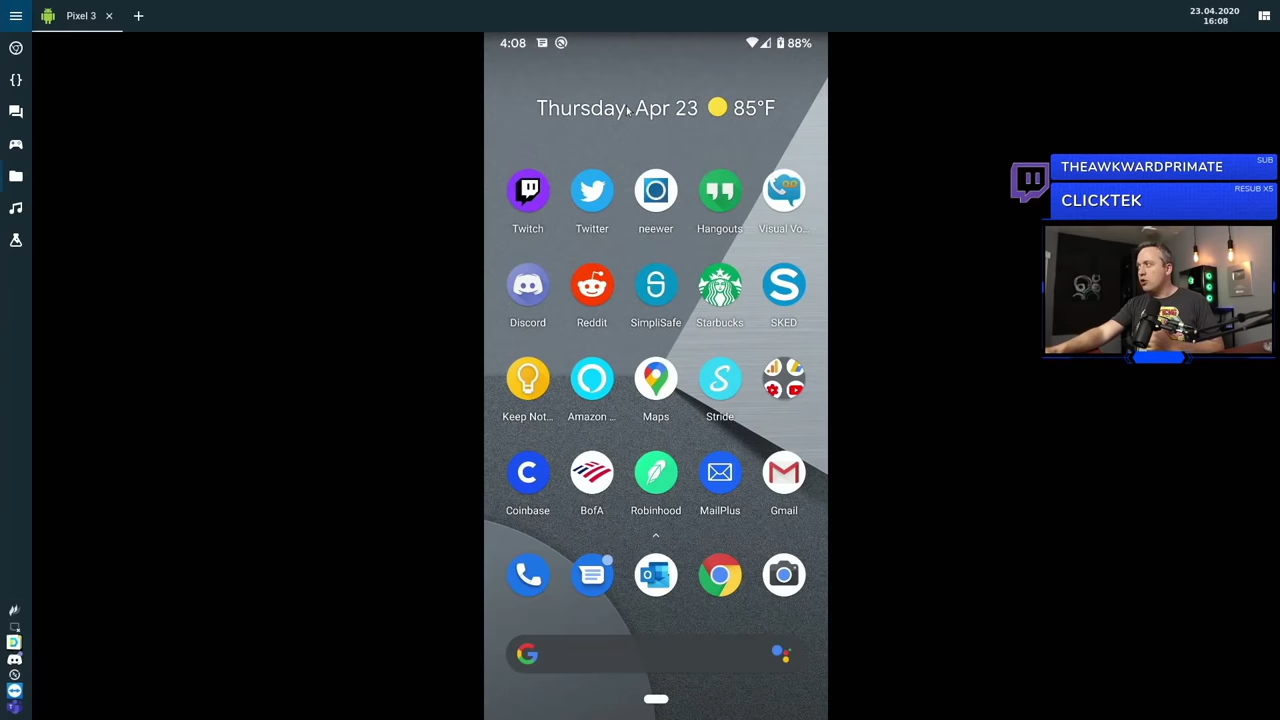 Pixel 3
23.04.2020
16:08
4:08
88%
Thursday, Apr 23 85°F
Twitch Twitter neewer Hangouts Visual Vo...
Discord Reddit SimpliSafe Starbucks SKED
Keep Not... Amazon ... Maps Stride
Coinbase BofA Robinhood MailPlus Gmail
THEAWKWARDPRIMATE SUB
CLICKTEK RESUB X5